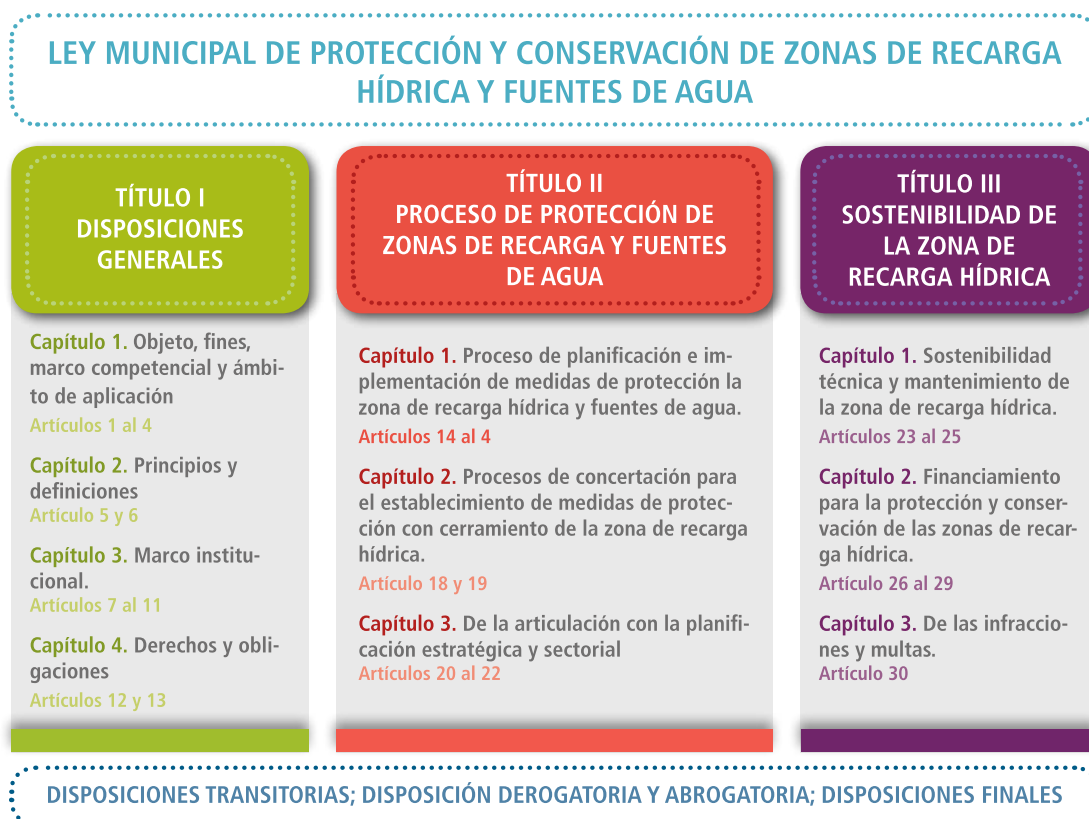 LEY MUNICIPAL DE PROTECCIÓN Y CONSERVACIÓN DE ZONAS DE RECARGA
HÍDRICA Y FUENTES DE AGUA
TÍTULO I
DISPOSICIONES
GENERALES
Capítulo 1. Objeto, fines,
marco competencial y ámbi-
to de aplicación
Artículos 1 al 4
Capítulo 2. Principios y
definiciones
Artículo 5 y 6
Capítulo 3. Marco institu-
cional.
Artículos 7 al 11
Capítulo 4. Derechos y obli-
gaciones
Artículos 12 y 13
TÍTULO II
PROCESO DE PROTECCIÓN DE
ZONAS DE RECARGA Y FUENTES
DE AGUA
Capítulo 1. Proceso de planificación e im-
plementación de medidas de protección la
zona de recarga hídrica y fuentes de agua.
Artículos 14 al 4
Capítulo 2. Procesos de concertación para
el establecimiento de medidas de protec-
ción con cerramiento de la zona de recarga
hídrica.
Artículo 18 y 19
Capítulo 3. De la articulación con la planifi-
cación estratégica y sectorial
Artículos 20 al 22
TÍTULO III
SOSTENIBILIDAD DE
LA ZONA DE
RECARGA HÍDRICA
Capítulo 1. Sostenibilidad
técnica y mantenimiento de
la zona de recarga hídrica.
Artículos 23 al 25
Capítulo 2. Financiamiento
para la protección y conser-
vación de las zonas de recar-
ga hídrica.
Artículo 26 al 29
Capítulo 3. De las infraccio-
nes y multas.
Artículo 30
DISPOSICIONES TRANSITORIAS; DISPOSICIÓN DEROGATORIA Y ABROGATORIA; DISPOSICIONES FINALES